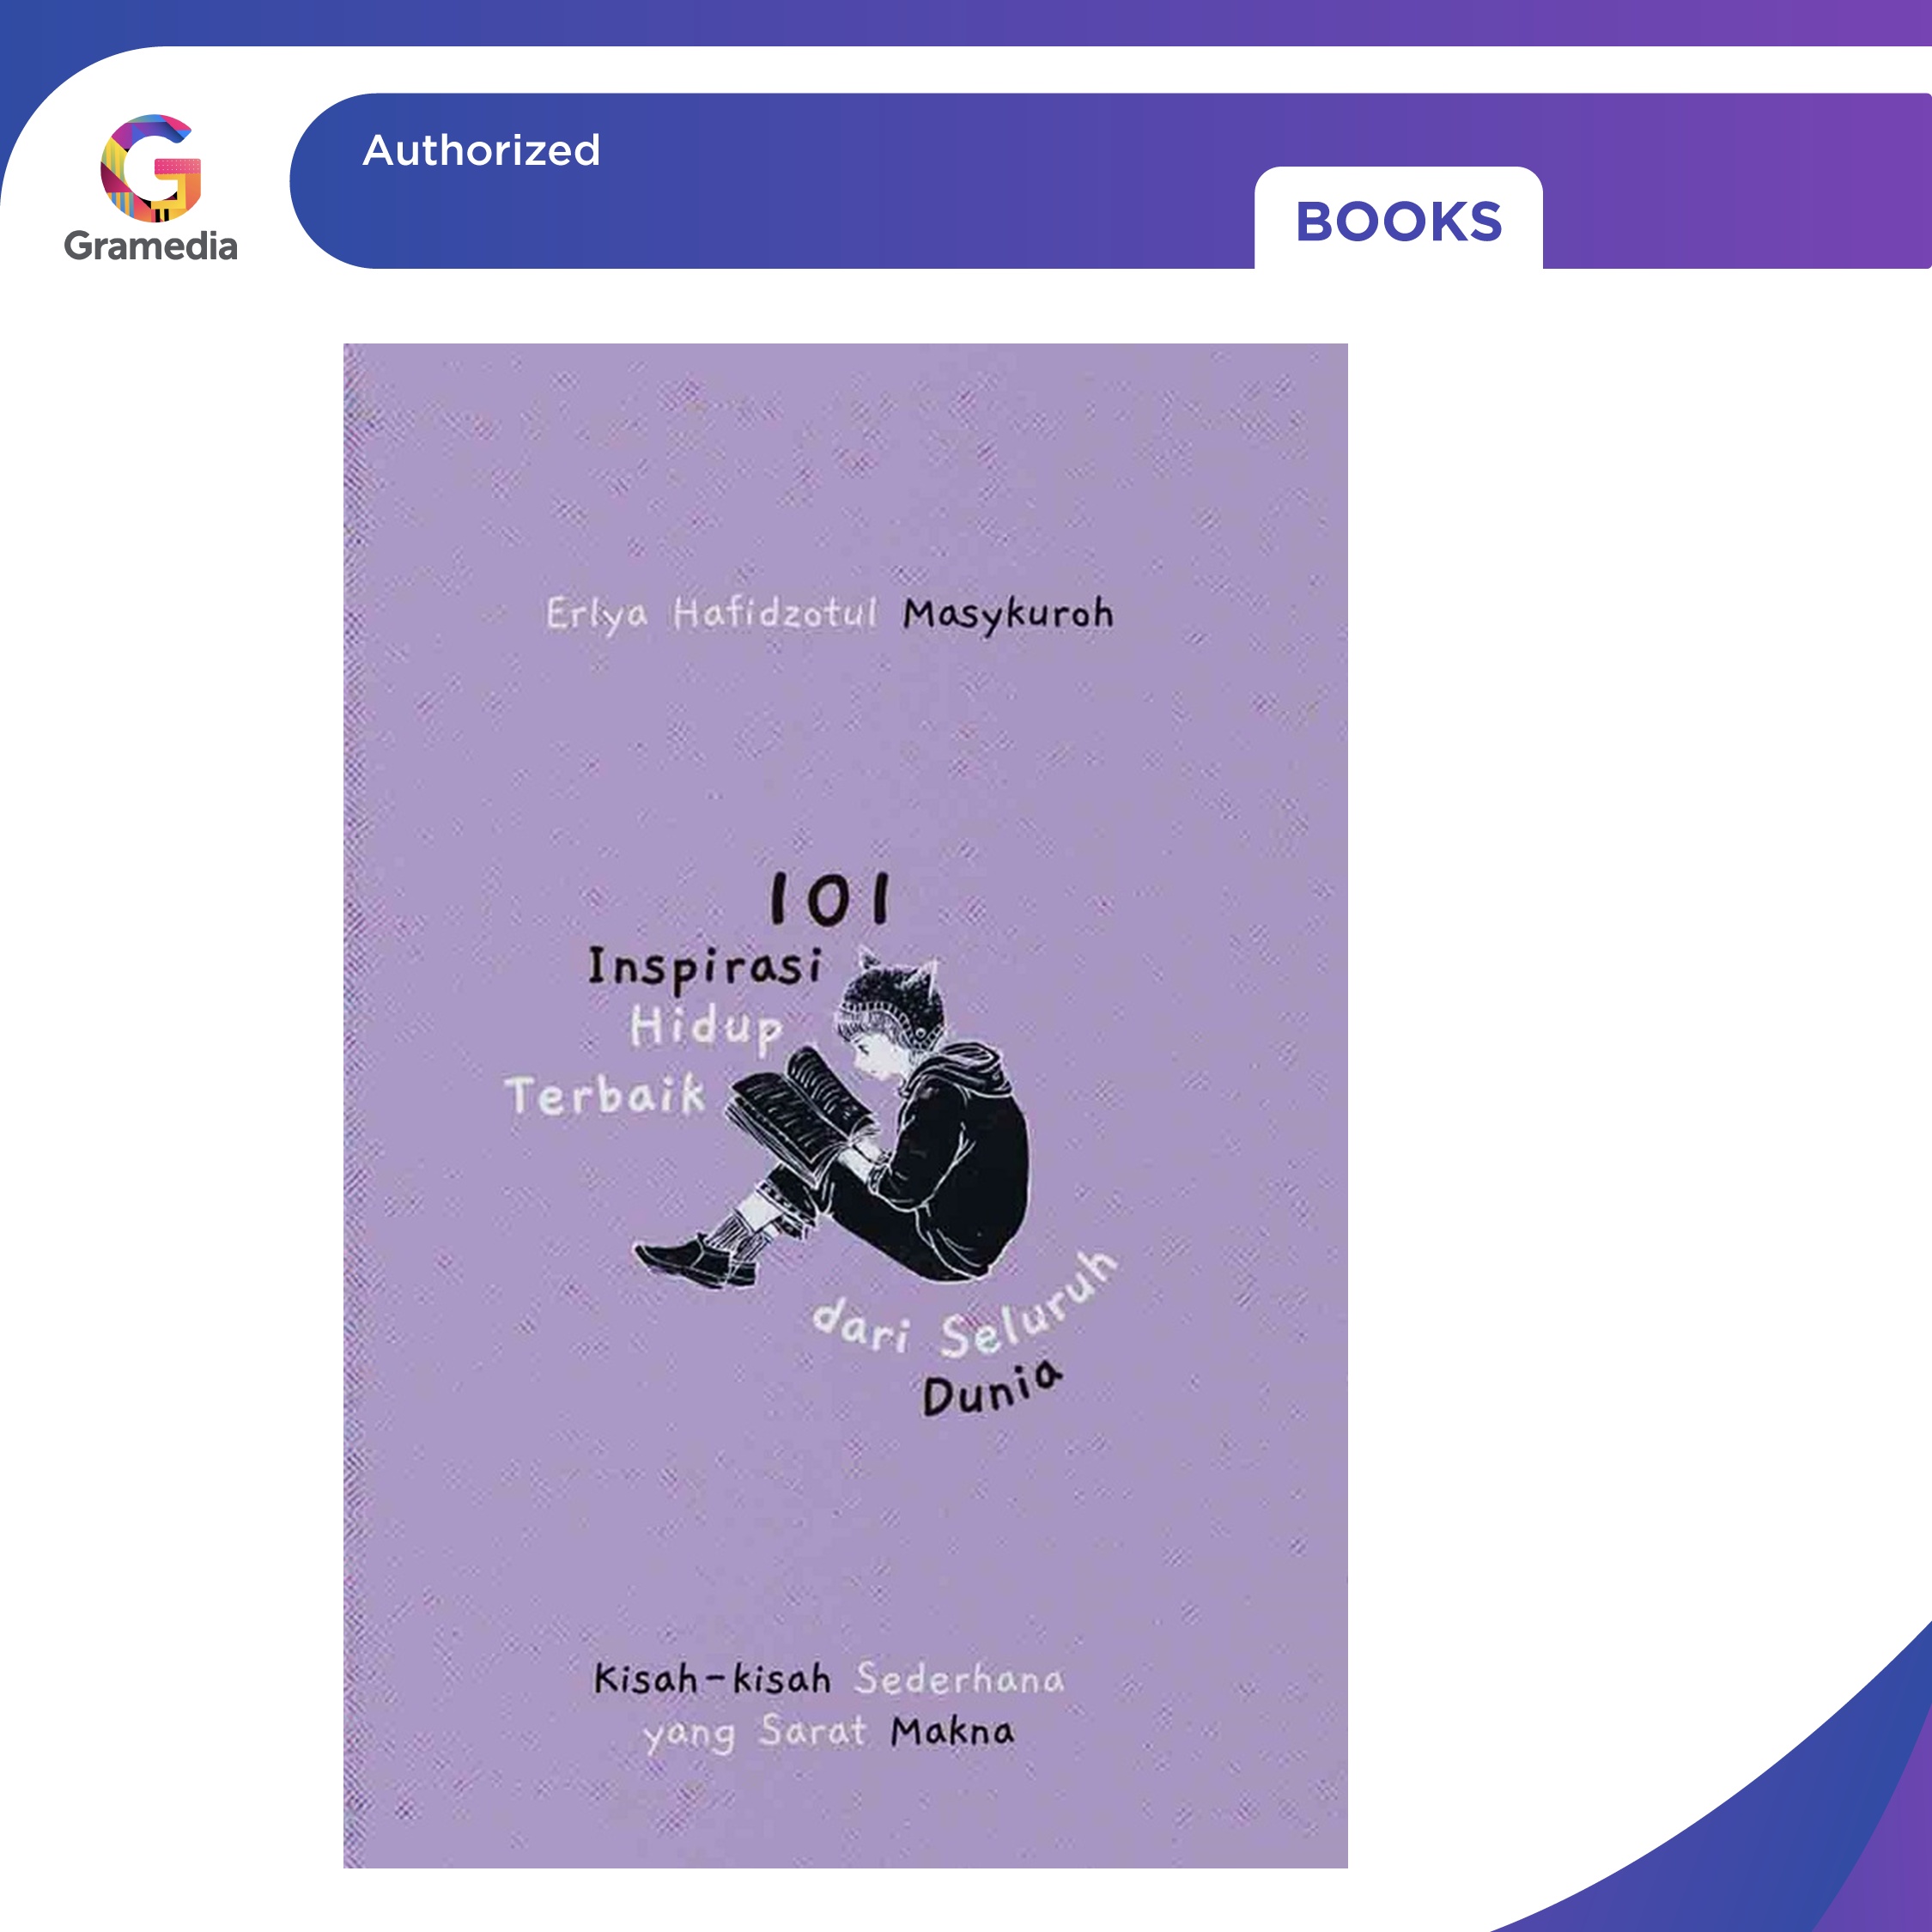 Authorized
Gramedia
BOOKS
Erlya Hafidzotul Masykuroh
101
Inspirasi
Hidup
Terbaik
dari Seluruh
Dunia
Kisah-kisah Sederhana
yang Sarat Makna